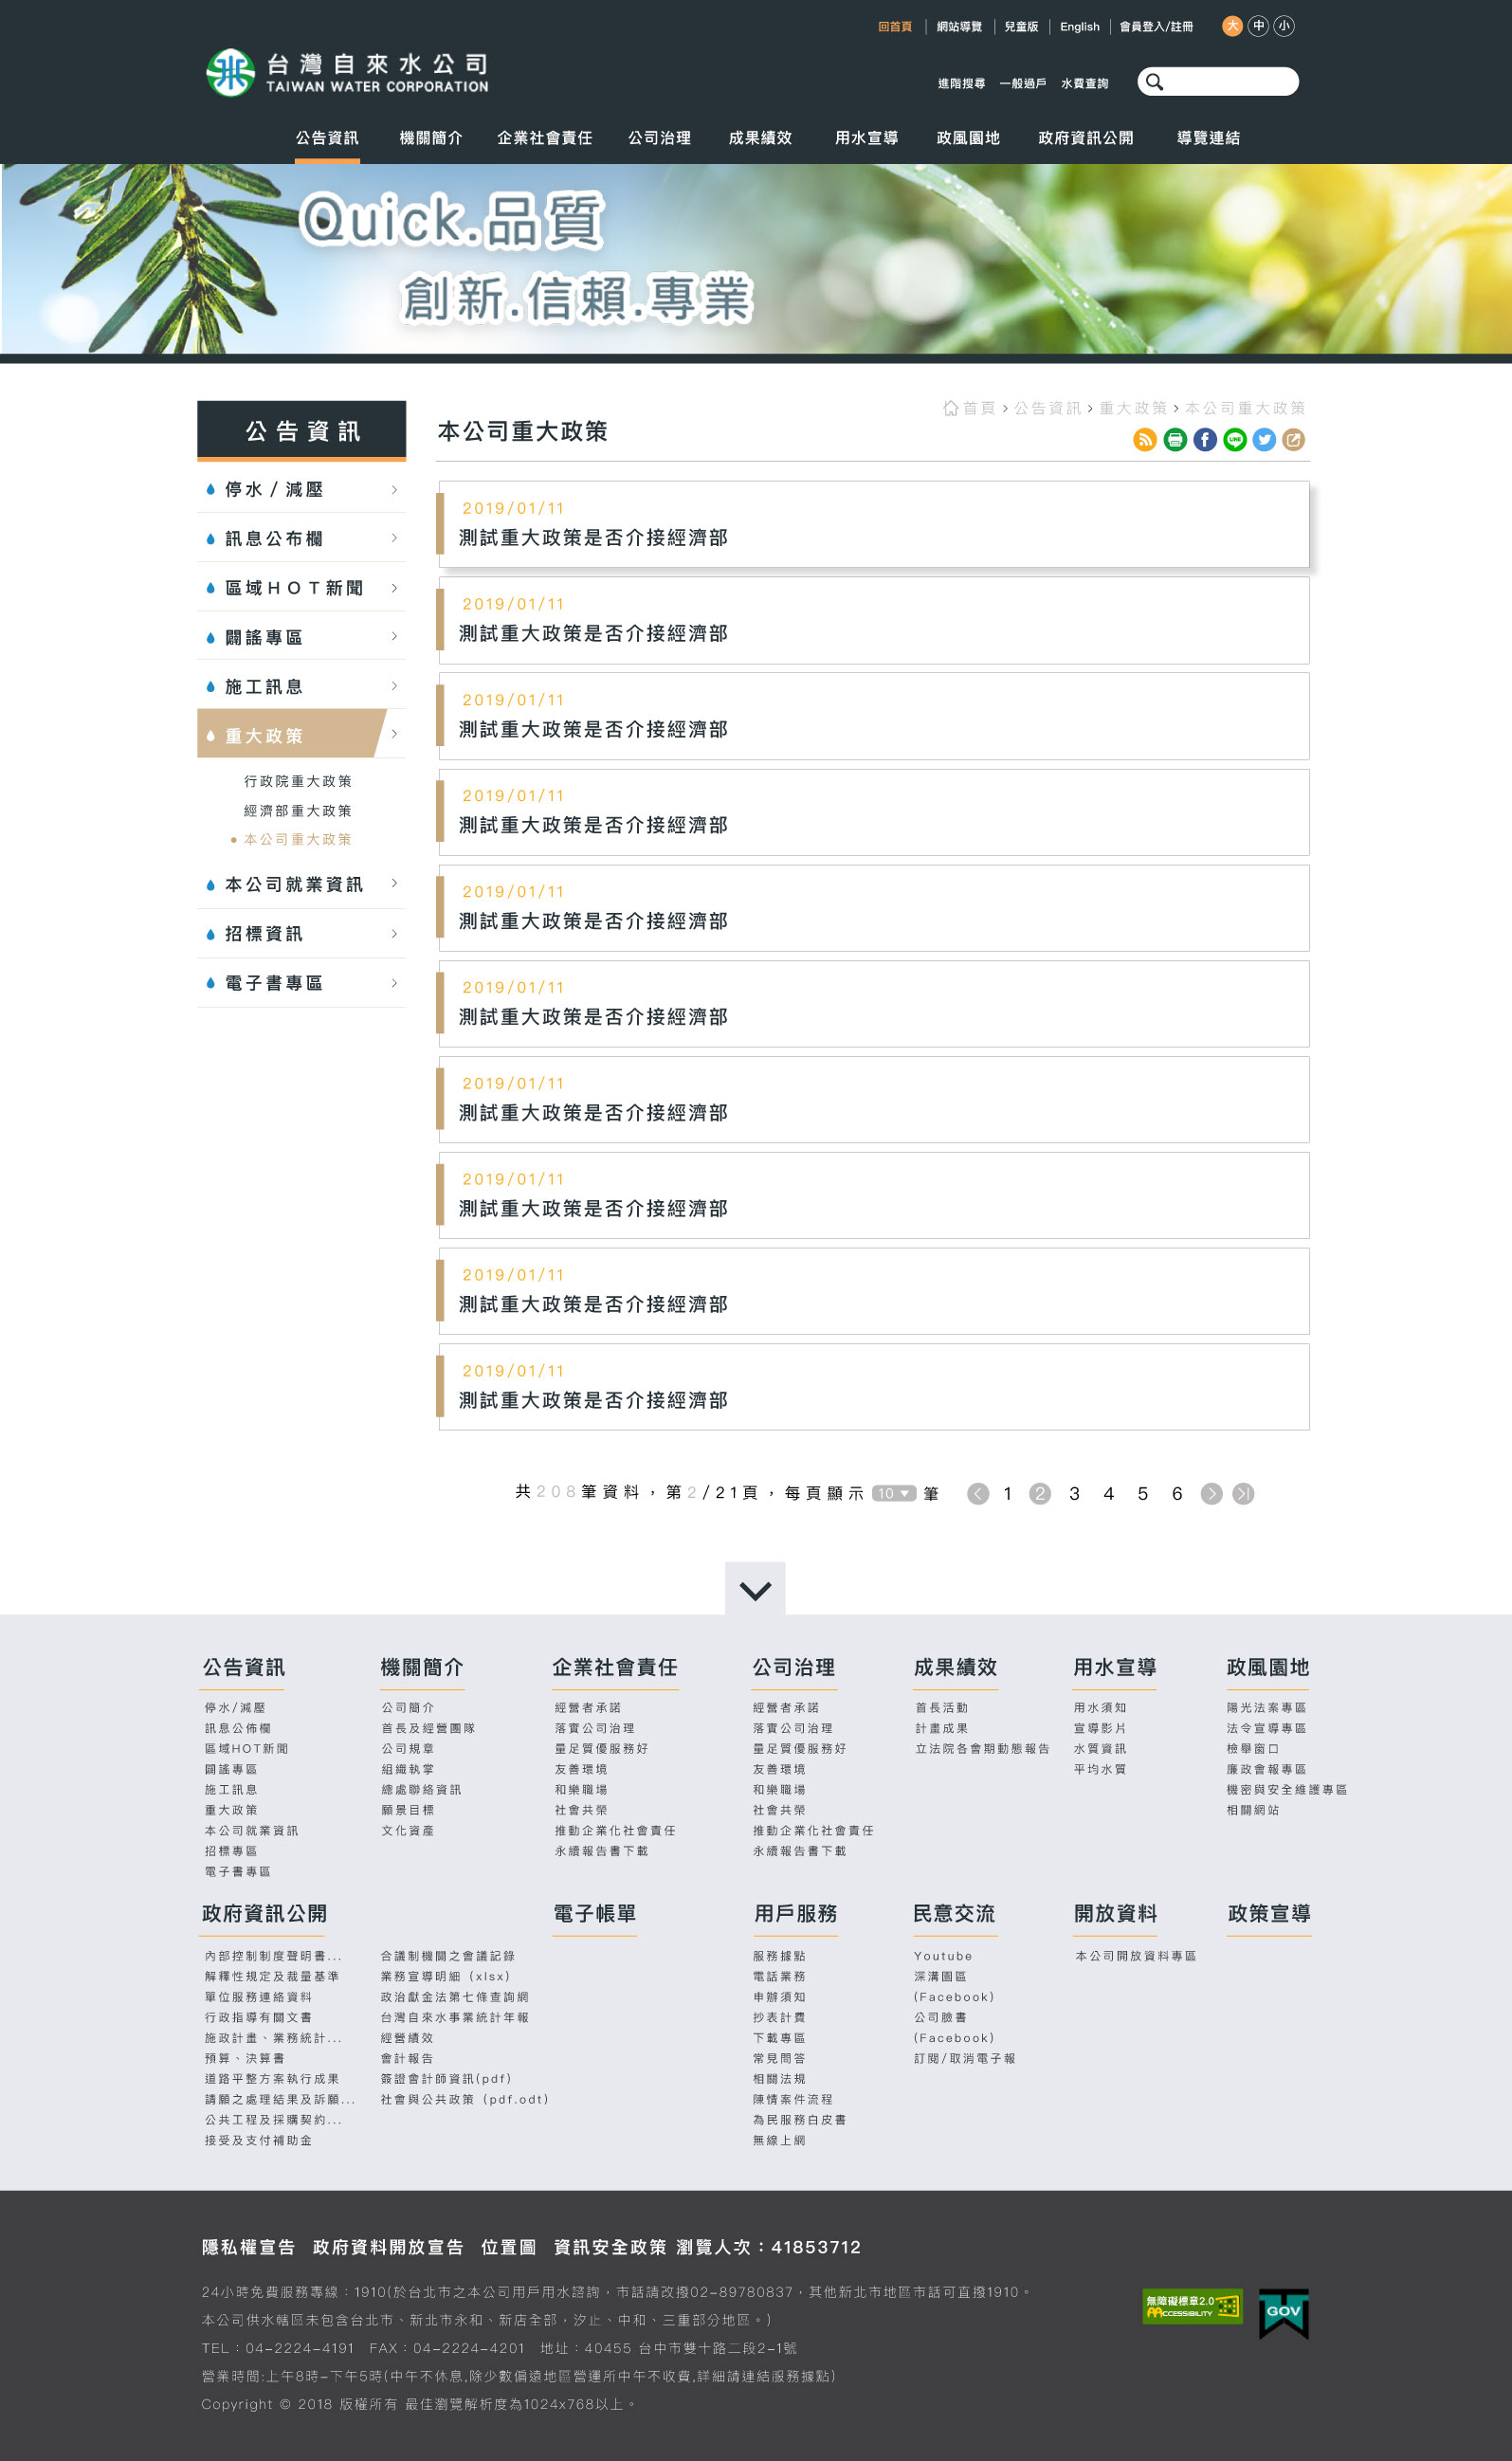 回首頁 網站導覽 兒童版 English 會員登入/註冊 大 中 小
台灣自來水公司
TAIWAN WATER CORPORATION
進階搜尋 一般過戶 水費查詢
公告資訊 機關簡介 企業社會責任 公司治理 成果績效 用水宣導 政風園地 政府資訊公開 導覽連結
Quick.品質
創新.信賴.專業
首頁 > 公告資訊 > 重大政策 > 本公司重大政策
公告資訊
本公司重大政策
LINE
停水 / 減壓
訊息公布欄
區域HOT新聞
闢謠專區
施工訊息
重大政策
行政院重大政策
經濟部重大政策
本公司重大政策
本公司就業資訊
招標資訊
電子書專區
2019/01/11
測試重大政策是否介接經濟部
2019/01/11
測試重大政策是否介接經濟部
2019/01/11
測試重大政策是否介接經濟部
2019/01/11
測試重大政策是否介接經濟部
2019/01/11
測試重大政策是否介接經濟部
2019/01/11
測試重大政策是否介接經濟部
2019/01/11
測試重大政策是否介接經濟部
2019/01/11
測試重大政策是否介接經濟部
2019/01/11
測試重大政策是否介接經濟部
2019/01/11
測試重大政策是否介接經濟部
共208筆資料，第2/21頁，每頁顯示 10 筆 1 2 3 4 5 6
公告資訊
停水/減壓
訊息公佈欄
區域HOT新聞
闢謠專區
施工訊息
重大政策
本公司就業資訊
招標專區
電子書專區
機關簡介
公司簡介
首長及經營團隊
公司規章
組織執掌
總處聯絡資訊
願景目標
文化資產
企業社會責任
經營者承諾
落實公司治理
量足質優服務好
友善環境
和樂職場
社會共榮
推動企業化社會責任
永續報告書下載
公司治理
經營者承諾
落實公司治理
量足質優服務好
友善環境
和樂職場
社會共榮
推動企業化社會責任
永續報告書下載
成果績效
首長活動
計畫成果
立法院各會期動態報告
用水宣導
用水須知
宣導影片
水質資訊
平均水質
政風園地
陽光法案專區
法令宣導專區
檢舉窗口
廉政會報專區
機密與安全維護專區
相關網站
政府資訊公開
內部控制制度聲明書...
解釋性規定及裁量基準
單位服務連絡資料
行政指導有關文書
施政計畫、業務統計...
預算、決算書
道路平整方案執行成果
請願之處理結果及訴願...
公共工程及採購契約...
接受及支付補助金
合議制機關之會議記錄
業務宣導明細 (xlsx)
政治獻金法第七條查詢網
台灣自來水事業統計年報
經營績效
會計報告
簽證會計師資訊(pdf)
社會與公共政策 (pdf.odt)
電子帳單
用戶服務
服務據點
電話業務
申辦須知
抄表計費
下載專區
常見問答
相關法規
陳情案件流程
為民服務白皮書
無線上網
民意交流
Youtube
深溝園區
(Facebook)
公司臉書
(Facebook)
訂閱/取消電子報
開放資料
本公司開放資料專區
政策宣導
隱私權宣告 政府資料開放宣告 位置圖 資訊安全政策 瀏覽人次：41853712
24小時免費服務專線：1910(於台北市之本公司用戶用水諮詢，市話請改撥02-89780837，其他新北市地區市話可直撥1910。
本公司供水轄區未包含台北市、新北市永和、新店全部，汐止、中和、三重部分地區。)
TEL：04-2224-4191 FAX：04-2224-4201 地址：40455 台中市雙十路二段2-1號
營業時間:上午8時-下午5時(中午不休息,除少數偏遠地區營運所中午不收費,詳細請連結服務據點)
Copyright © 2018 版權所有 最佳瀏覽解析度為1024x768以上。
無障礙標章2.0
AACCESSIBILITY
GOV